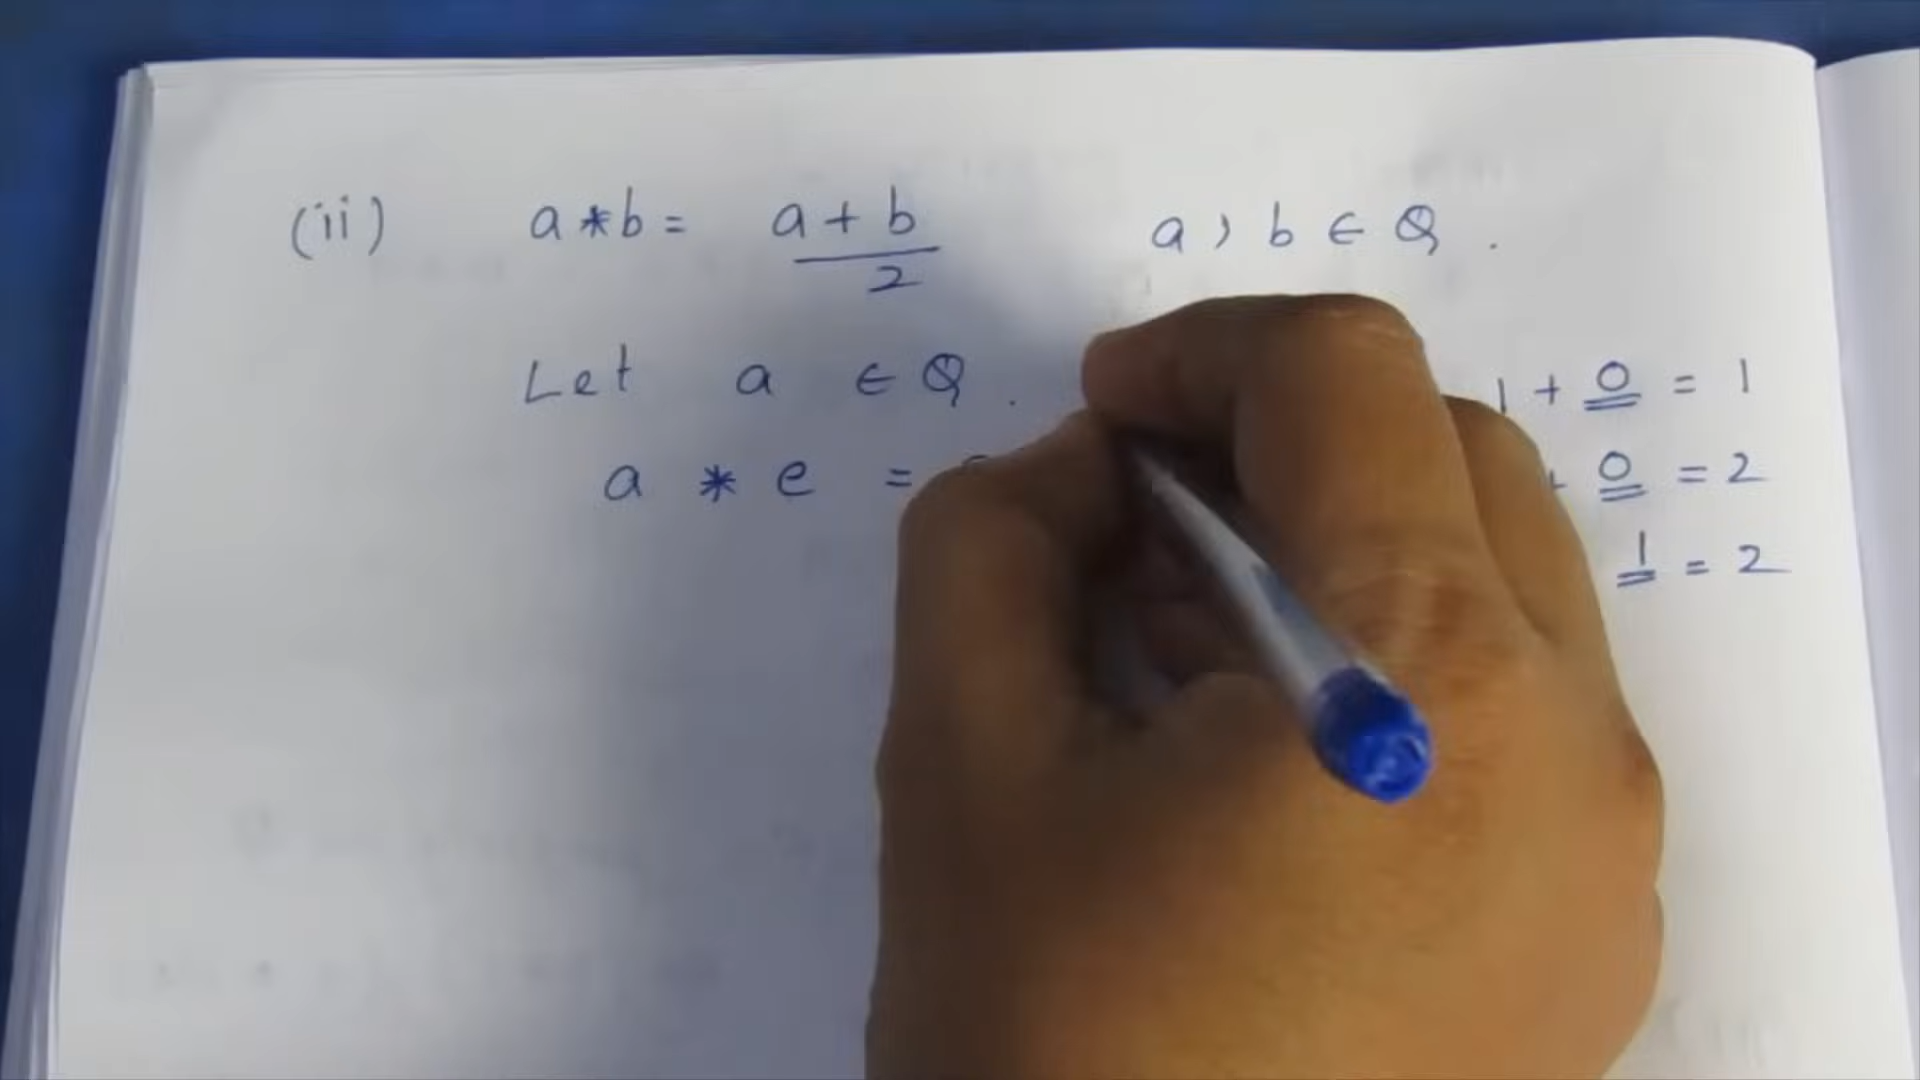 (ii) a * b = a + b / 2 a, b ∈ Q .
Let a ∈ Q .
1 + 0 = 1
a * e =
+ 0 = 2
1 = 2